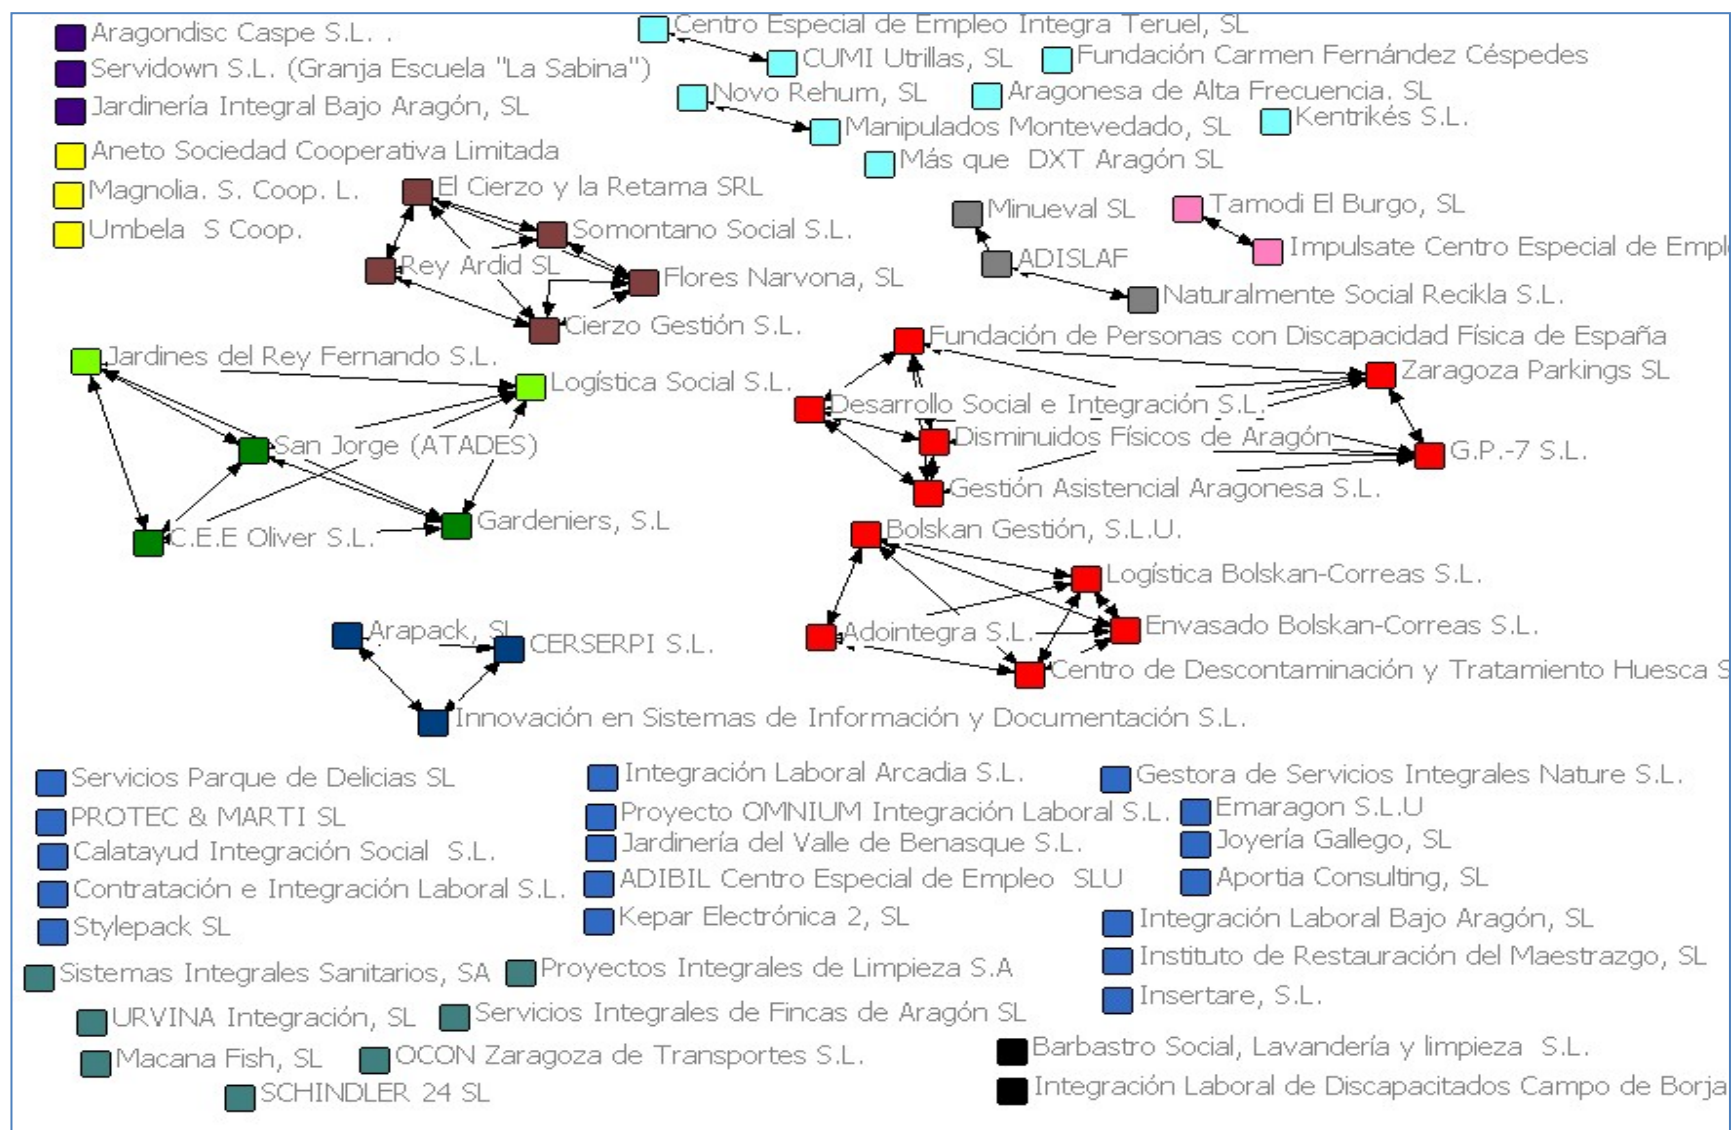 Aragondisc Caspe S.L. .
Servidown S.L. (Granja Escuela "La Sabina")
Jardinería Integral Bajo Aragón, SL
Aneto Sociedad Cooperativa Limitada
Magnolia. S. Coop. L.
Umbela S Coop.
Centro Especial de Empleo Integra Teruel, SL
CUMI Utrillas, SL
Fundación Carmen Fernández Céspedes
Novo Rehum, SL
Aragonesa de Alta Frecuencia. SL
Manipulados Montevedado, SL
Kentrikés S.L.
Más que DXT Aragón SL
El Cierzo y la Retama SRL
Somontano Social S.L.
Rey Ardid SL
Flores Narvona, SL
Cierzo Gestión S.L.
Minueval SL
ADISLAF
Naturalmente Social Recikla S.L.
Tamodi El Burgo, SL
Impulsate Centro Especial de Empl
Jardines del Rey Fernando S.L.
Logística Social S.L.
San Jorge (ATADES)
Gardeniers, S.L
C.E.E Oliver S.L.
Fundación de Personas con Discapacidad Física de España
Zaragoza Parkings SL
Desarrollo Social e Integración S.L.
Disminuidos Físicos de Aragón
G.P.-7 S.L.
Gestión Asistencial Aragonesa S.L.
Bolskan Gestión, S.L.U.
Logística Bolskan-Correas S.L.
Adointegra S.L.
Envasado Bolskan-Correas S.L.
Centro de Descontaminación y Tratamiento Huesca S
Arapack, SL
CERSERPI S.L.
Innovación en Sistemas de Información y Documentación S.L.
Servicios Parque de Delicias SL
PROTEC & MARTI SL
Calatayud Integración Social S.L.
Contratación e Integración Laboral S.L.
Stylepack SL
Integración Laboral Arcadia S.L.
Proyecto OMNIUM Integración Laboral S.L.
Jardinería del Valle de Benasque S.L.
ADIBIL Centro Especial de Empleo SLU
Kepar Electrónica 2, SL
Gestora de Servicios Integrales Nature S.L.
Emaragon S.L.U
Joyería Gallego, SL
Aportia Consulting, SL
Integración Laboral Bajo Aragón, SL
Instituto de Restauración del Maestrazgo, SL
Insertare, S.L.
Sistemas Integrales Sanitarios, SA
Proyectos Integrales de Limpieza S.A
URVINA Integración, SL
Servicios Integrales de Fincas de Aragón SL
Macana Fish, SL
OCON Zaragoza de Transportes S.L.
SCHINDLER 24 SL
Barbastro Social, Lavandería y limpieza S.L.
Integración Laboral de Discapacitados Campo de Borja